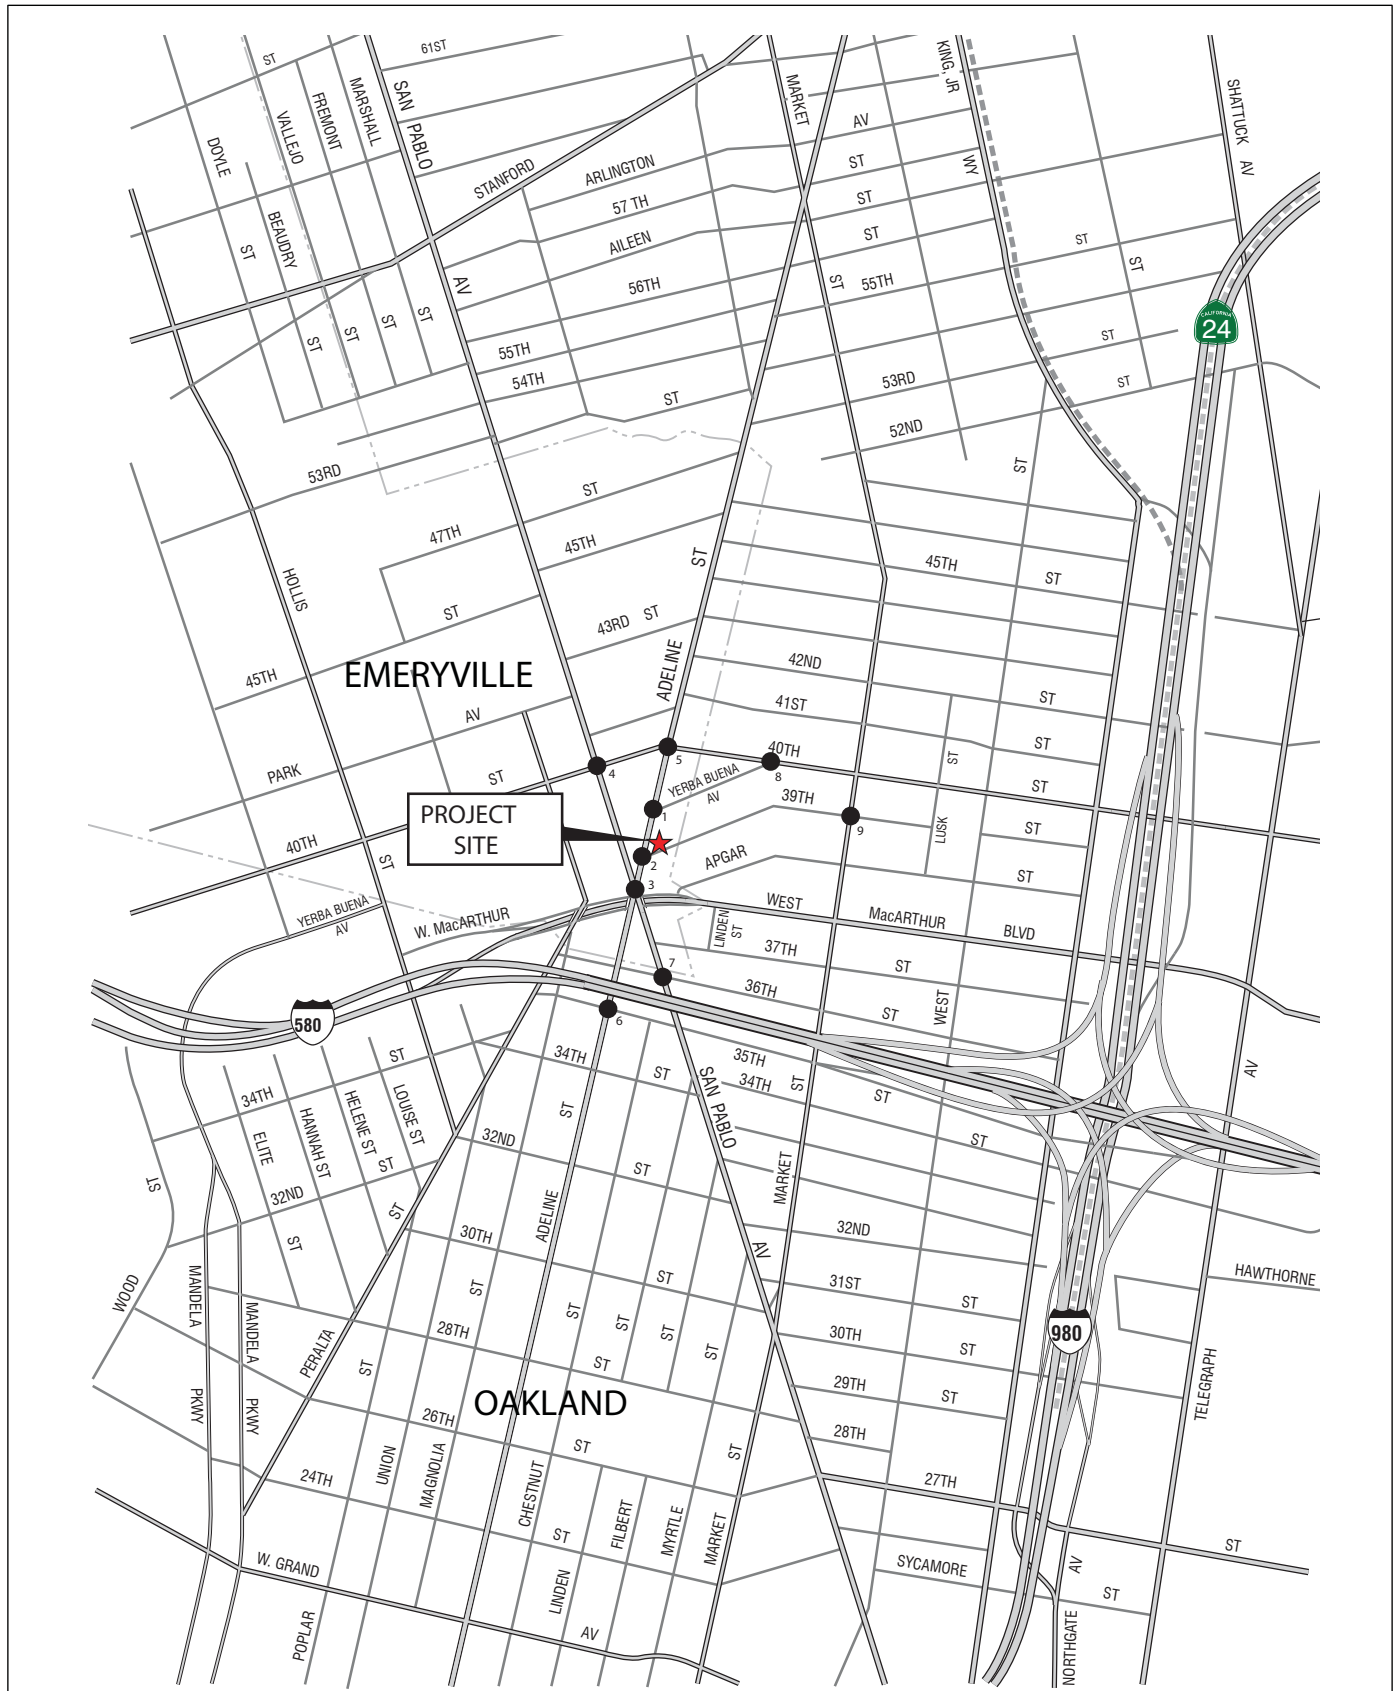 61ST
ST
KING, JR
SAN PABLO
MARKET
MARSHALL
FREMONT
VALLEJO
SHATTUCK AV
DOYLE
AV
STANFORD
ARLINGTON
ST
WY
57 TH
ST
BEAUDRY
AILEEN
ST
ST
ST
ST
AV
56TH
ST
55TH
CALIFORNIA
24
ST
ST
ST
ST
ST
55TH
54TH
53RD
ST
ST
52ND
53RD
ST
ST
47TH
45TH
ST
45TH
ST
HOLLIS
ST
43RD ST
ADELINE
42ND
EMERYVILLE
45TH
ST
41ST
AV
ST
40TH
5
4
8
PARK
ST
YERBA BUENA
AV
ST
ST
39TH
1
PROJECT
SITE
9
LUSK
ST
40TH
ST
2
APGAR
3
ST
YERBA BUENA
AV
W. MacARTHUR
WEST
MacARTHUR
BLVD
LINDEN
ST
37TH
ST
7
36TH
WEST
ST
580
6
34TH
ST
35TH
34TH
ST
ST
ST
AV
34TH
ELITE
HANNAH ST
HELENE ST
LOUISE ST
ST
ST
SAN PABLO
32ND
ST
ST
MARKET
ST
32ND
ST
ST
30TH
ADELINE
AV
32ND
HAWTHORNE
WOOD
MANDELA
MANDELA
ST
ST
31ST
ST
PERALTA
28TH
ST
ST
ST
ST
30TH
ST
980
ST
ST
29TH
ST
TELEGRAPH
PKWY
PKWY
OAKLAND
26TH
28TH
ST
ST
24TH
UNION
MAGNOLIA
CHESTNUT
27TH
FILBERT
MYRTLE
MARKET
ST
ST
W. GRAND
SYCAMORE
AV
ST
LINDEN
POPLAR
AV
NORTHGATE